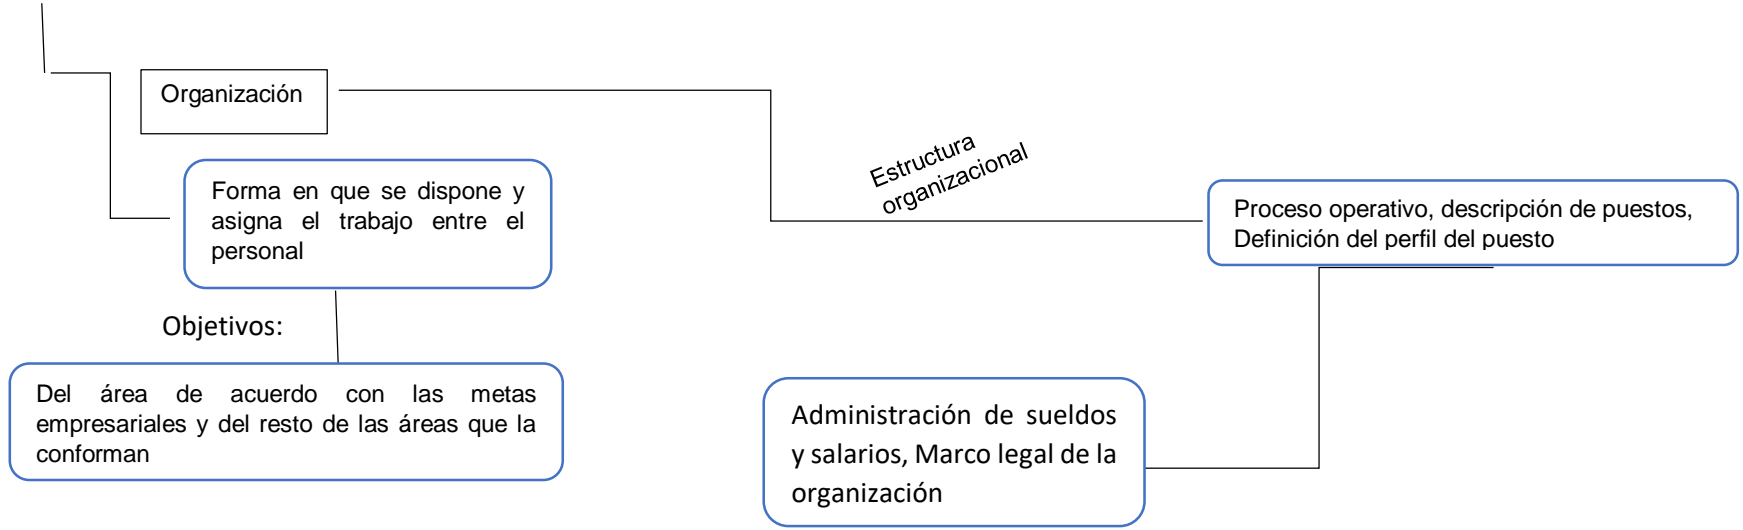 Organización
Estructura
organizacional
Forma en que se dispone y
asigna el trabajo entre el
personal
Proceso operativo, descripción de puestos,
Definición del perfil del puesto
Objetivos:
Del área de acuerdo con las metas
empresariales y del resto de las áreas que la
conforman
Administración de sueldos
y salarios, Marco legal de la
organización